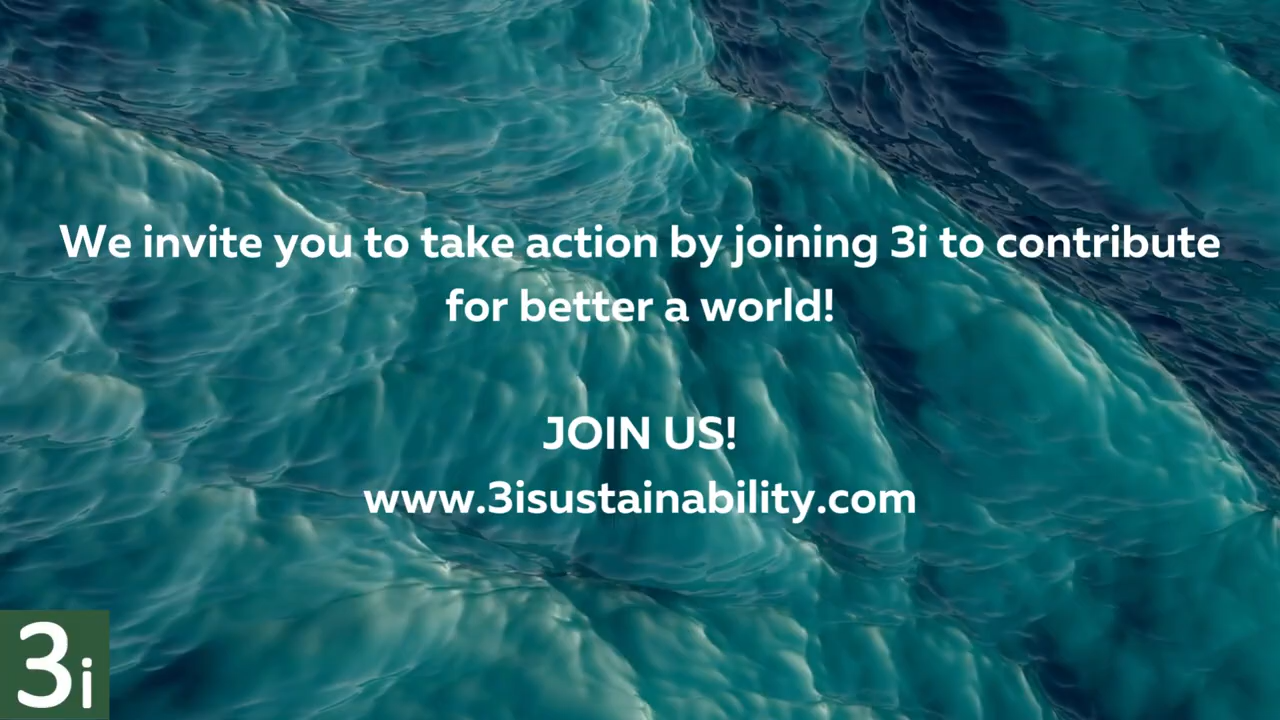 We invite you to take action by joining 3i to contribute
for better a world!
JOIN US!
www.3isustainability.com
3i